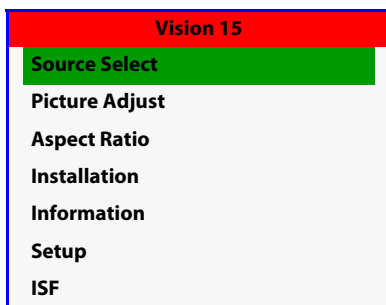 Vision 15
Source Select
Picture Adjust
Aspect Ratio
Installation
Information
Setup
ISF